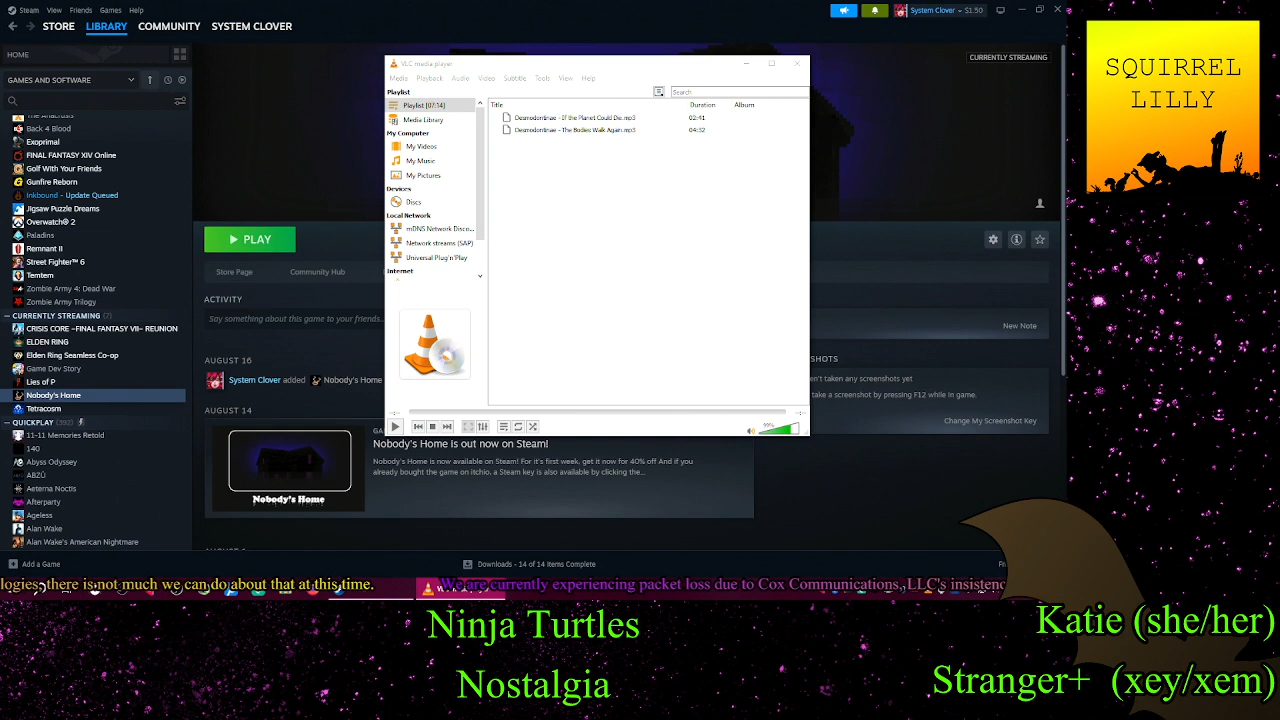 Steam View Friends Games Help
System Clover $1.50
STORE LIBRARY COMMUNITY SYSTEM CLOVER
HOME
GAMES AND SOFTWARE
Back 4 Blood
Exoprimal
FINAL FANTASY XIV Online
Golf With Your Friends
Gunfire Reborn
Inkbound - Update Queued
Jigsaw Puzzle Dreams
Overwatch® 2
Paladins
Remnant II
Street Fighter™ 6
Temtem
Zombie Army 4: Dead War
Zombie Army Trilogy
CURRENTLY STREAMING (7)
CRISIS CORE –FINAL FANTASY VII– REUNION
ELDEN RING
Elden Ring Seamless Co-op
Game Dev Story
Lies of P
Nobody's Home
Tetracosm
QUICKPLAY (392)
11-11 Memories Retold
140
Abyss Odyssey
ABZÛ
Aeterna Noctis
Afterparty
Ageless
Alan Wake
Alan Wake's American Nightmare
Add a Game
CURRENTLY STREAMING
PLAY
Store Page Community Hub
ACTIVITY
Say something about this game to your friends..
AUGUST 16
System Clover added Nobody's Home
AUGUST 14
Nobody's Home
Nobody's Home is out now on Steam!
Nobody's Home is now available on Steam! For it's first week, get it now for 40% off And if you
already bought the game on itchio. a Steam key is also available by clicking the...
New Note
SHOTS
en't taken any screenshots yet
take a screenshot by pressing F12 while in game.
Change My Screenshot Key
Downloads - 14 of 14 Items Complete
VLC media player
Media Playback Audio Video Subtitle Tools View Help
Playlist
Search
Playlist [07:14]
Media Library
My Computer
My Videos
My Music
My Pictures
Devices
Discs
Local Network
mDNS Network Disco...
Network streams (SAP)
Universal Plug'n'Play
Internet
Title Duration Album
Desmodontinae - If the Planet Could Die.mp3 02:41
Desmodontinae - The Bodies Walk Again.mp3 04:32
99%
logies, there is not much we can do about that at this time. We are currently experiencing packet loss due to Cox Communications, LLC's insistenc
SQUIRREL
LILLY
Ninja Turtles
Nostalgia
Katie (she/her)
Stranger+ (xey/xem)